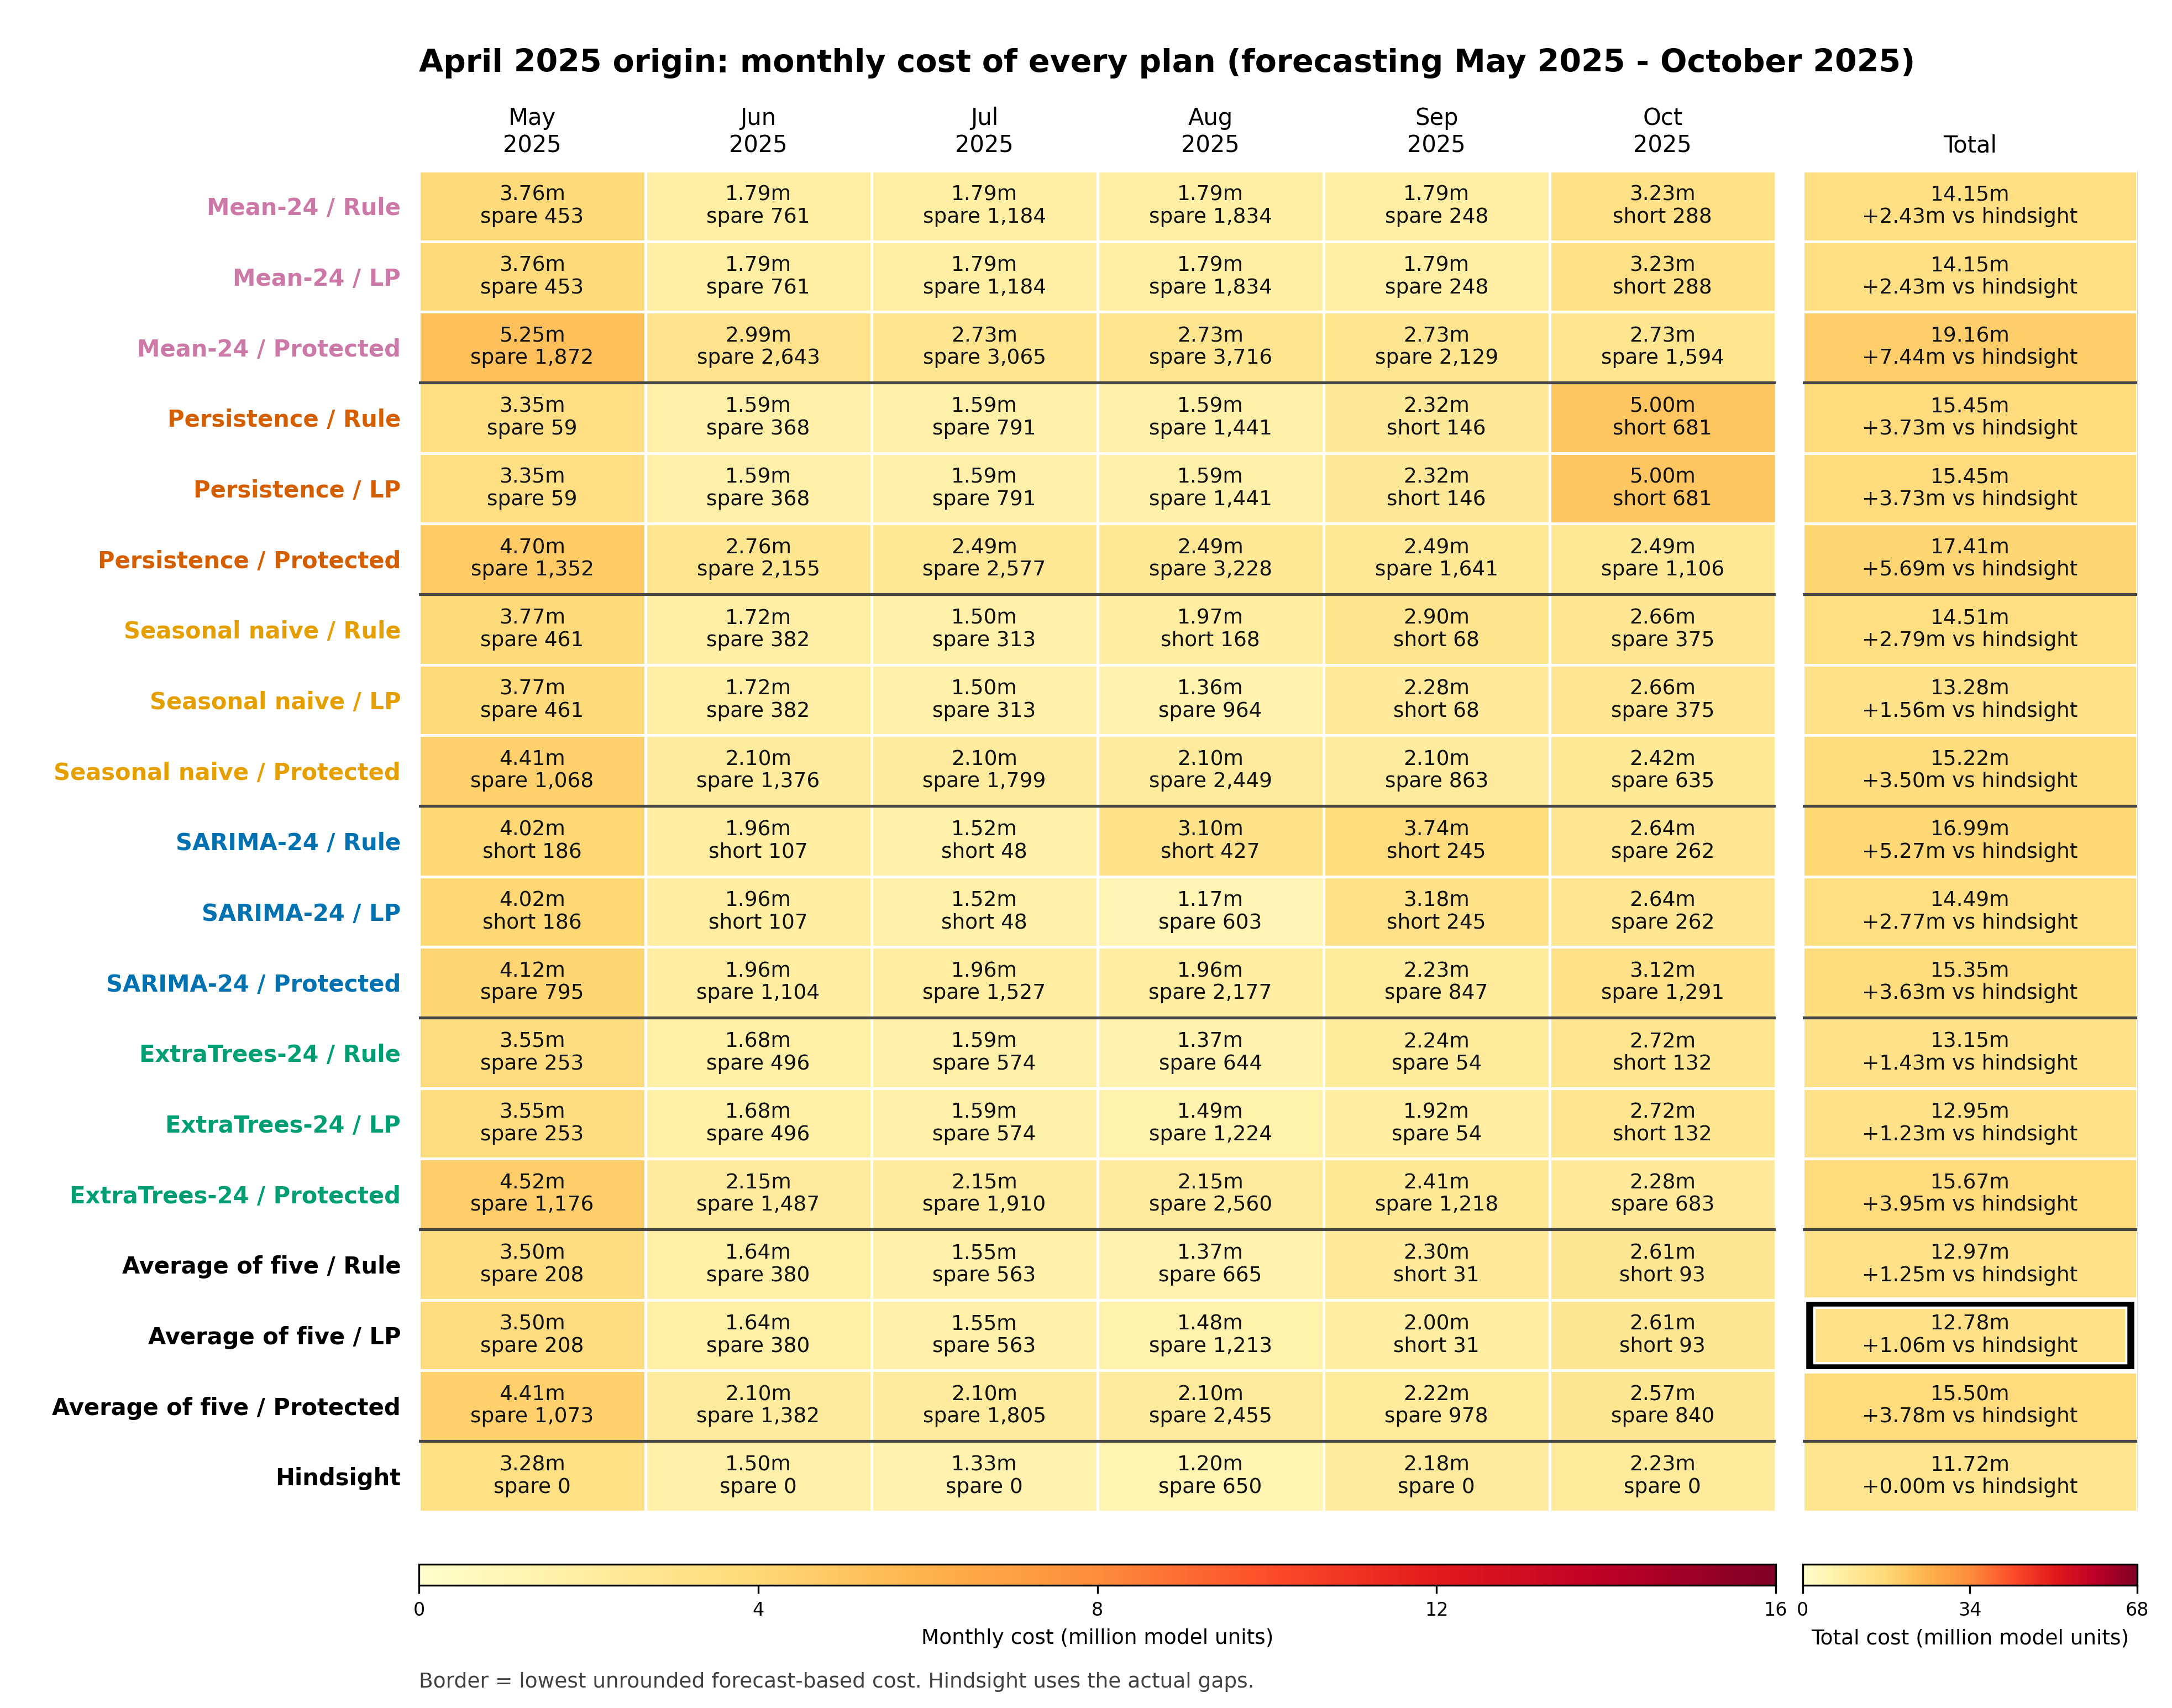 April 2025 origin: monthly cost of every plan (forecasting May 2025 - October 2025)
May Jun Jul Aug Sep Oct
2025 2025 2025 2025 2025 2025 Total
Mean-24 / Rule
3.76m 1.79m 1.79m 1.79m 1.79m 3.23m 14.15m
spare 453 spare 761 spare 1,184 spare 1,834 spare 248 short 288 +2.43m vs hindsight
Mean-24 / LP
3.76m 1.79m 1.79m 1.79m 1.79m 3.23m 14.15m
spare 453 spare 761 spare 1,184 spare 1,834 spare 248 short 288 +2.43m vs hindsight
Mean-24 / Protected
5.25m 2.99m 2.73m 2.73m 2.73m 2.73m 19.16m
spare 1,872 spare 2,643 spare 3,065 spare 3,716 spare 2,129 spare 1,594 +7.44m vs hindsight
Persistence / Rule
3.35m 1.59m 1.59m 1.59m 2.32m 5.00m 15.45m
spare 59 spare 368 spare 791 spare 1,441 short 146 short 681 +3.73m vs hindsight
Persistence / LP
3.35m 1.59m 1.59m 1.59m 2.32m 5.00m 15.45m
spare 59 spare 368 spare 791 spare 1,441 short 146 short 681 +3.73m vs hindsight
Persistence / Protected
4.70m 2.76m 2.49m 2.49m 2.49m 2.49m 17.41m
spare 1,352 spare 2,155 spare 2,577 spare 3,228 spare 1,641 spare 1,106 +5.69m vs hindsight
Seasonal naive / Rule
3.77m 1.72m 1.50m 1.97m 2.90m 2.66m 14.51m
spare 461 spare 382 spare 313 short 168 short 68 spare 375 +2.79m vs hindsight
Seasonal naive / LP
3.77m 1.72m 1.50m 1.36m 2.28m 2.66m 13.28m
spare 461 spare 382 spare 313 spare 964 short 68 spare 375 +1.56m vs hindsight
Seasonal naive / Protected
4.41m 2.10m 2.10m 2.10m 2.10m 2.42m 15.22m
spare 1,068 spare 1,376 spare 1,799 spare 2,449 spare 863 spare 635 +3.50m vs hindsight
SARIMA-24 / Rule
4.02m 1.96m 1.52m 3.10m 3.74m 2.64m 16.99m
short 186 short 107 short 48 short 427 short 245 spare 262 +5.27m vs hindsight
SARIMA-24 / LP
4.02m 1.96m 1.52m 1.17m 3.18m 2.64m 14.49m
short 186 short 107 short 48 spare 603 short 245 spare 262 +2.77m vs hindsight
SARIMA-24 / Protected
4.12m 1.96m 1.96m 1.96m 2.23m 3.12m 15.35m
spare 795 spare 1,104 spare 1,527 spare 2,177 spare 847 spare 1,291 +3.63m vs hindsight
ExtraTrees-24 / Rule
3.55m 1.68m 1.59m 1.37m 2.24m 2.72m 13.15m
spare 253 spare 496 spare 574 spare 644 spare 54 short 132 +1.43m vs hindsight
ExtraTrees-24 / LP
3.55m 1.68m 1.59m 1.49m 1.92m 2.72m 12.95m
spare 253 spare 496 spare 574 spare 1,224 spare 54 short 132 +1.23m vs hindsight
ExtraTrees-24 / Protected
4.52m 2.15m 2.15m 2.15m 2.41m 2.28m 15.67m
spare 1,176 spare 1,487 spare 1,910 spare 2,560 spare 1,218 spare 683 +3.95m vs hindsight
Average of five / Rule
3.50m 1.64m 1.55m 1.37m 2.30m 2.61m 12.97m
spare 208 spare 380 spare 563 spare 665 short 31 short 93 +1.25m vs hindsight
Average of five / LP
3.50m 1.64m 1.55m 1.48m 2.00m 2.61m 12.78m
spare 208 spare 380 spare 563 spare 1,213 short 31 short 93 +1.06m vs hindsight
Average of five / Protected
4.41m 2.10m 2.10m 2.10m 2.22m 2.57m 15.50m
spare 1,073 spare 1,382 spare 1,805 spare 2,455 spare 978 spare 840 +3.78m vs hindsight
Hindsight
3.28m 1.50m 1.33m 1.20m 2.18m 2.23m 11.72m
spare 0 spare 0 spare 0 spare 650 spare 0 spare 0 +0.00m vs hindsight
0 4 8 12 16 0 34 68
Monthly cost (million model units) Total cost (million model units)
Border = lowest unrounded forecast-based cost. Hindsight uses the actual gaps.